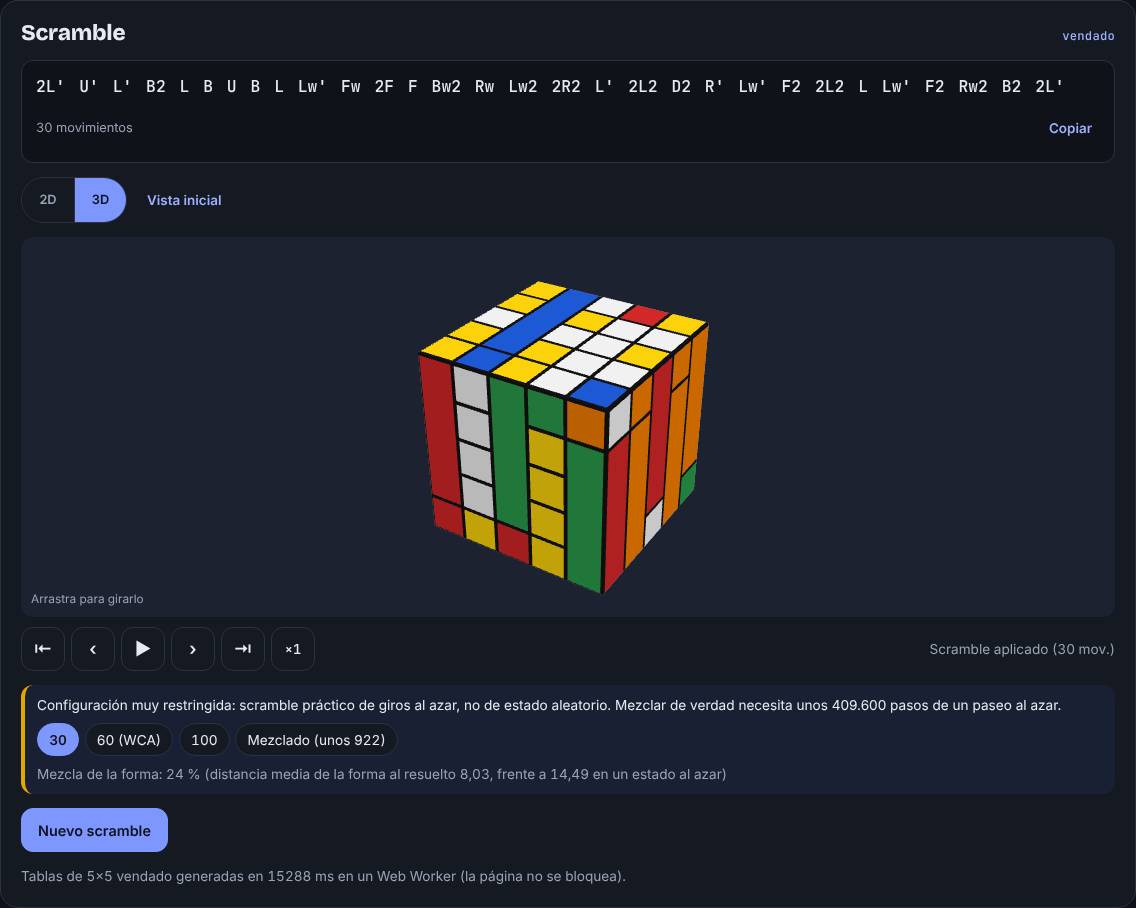 Scramble
vendado
2L' U' L' B2 L B U B L Lw' Fw 2F F Bw2 Rw Lw2 2R2 L' 2L2 D2 R' Lw' F2 2L2 L Lw' F2 Rw2 B2 2L'
30 movimientos
Copiar
2D 3D Vista inicial
Arrastra para girarlo
×1
Scramble aplicado (30 mov.)
Configuración muy restringida: scramble práctico de giros al azar, no de estado aleatorio. Mezclar de verdad necesita unos 409.600 pasos de un paseo al azar.
30 60 (WCA) 100 Mezclado (unos 922)
Mezcla de la forma: 24 % (distancia media de la forma al resuelto 8,03, frente a 14,49 en un estado al azar)
Nuevo scramble
Tablas de 5×5 vendado generadas en 15288 ms en un Web Worker (la página no se bloquea).